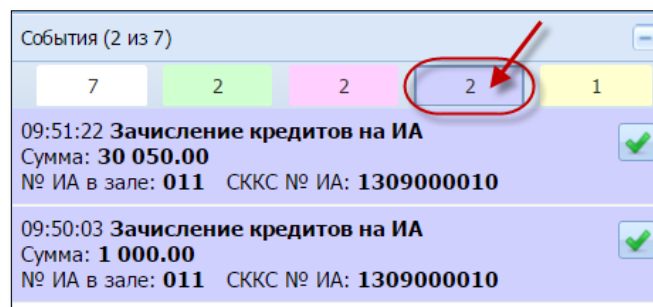 События (2 из 7)
7 2 2 2 1
09:51:22 Зачисление кредитов на ИА
Сумма: 30 050.00
№ ИА в зале: 011 СККС № ИА: 1309000010
09:50:03 Зачисление кредитов на ИА
Сумма: 1 000.00
№ ИА в зале: 011 СККС № ИА: 1309000010